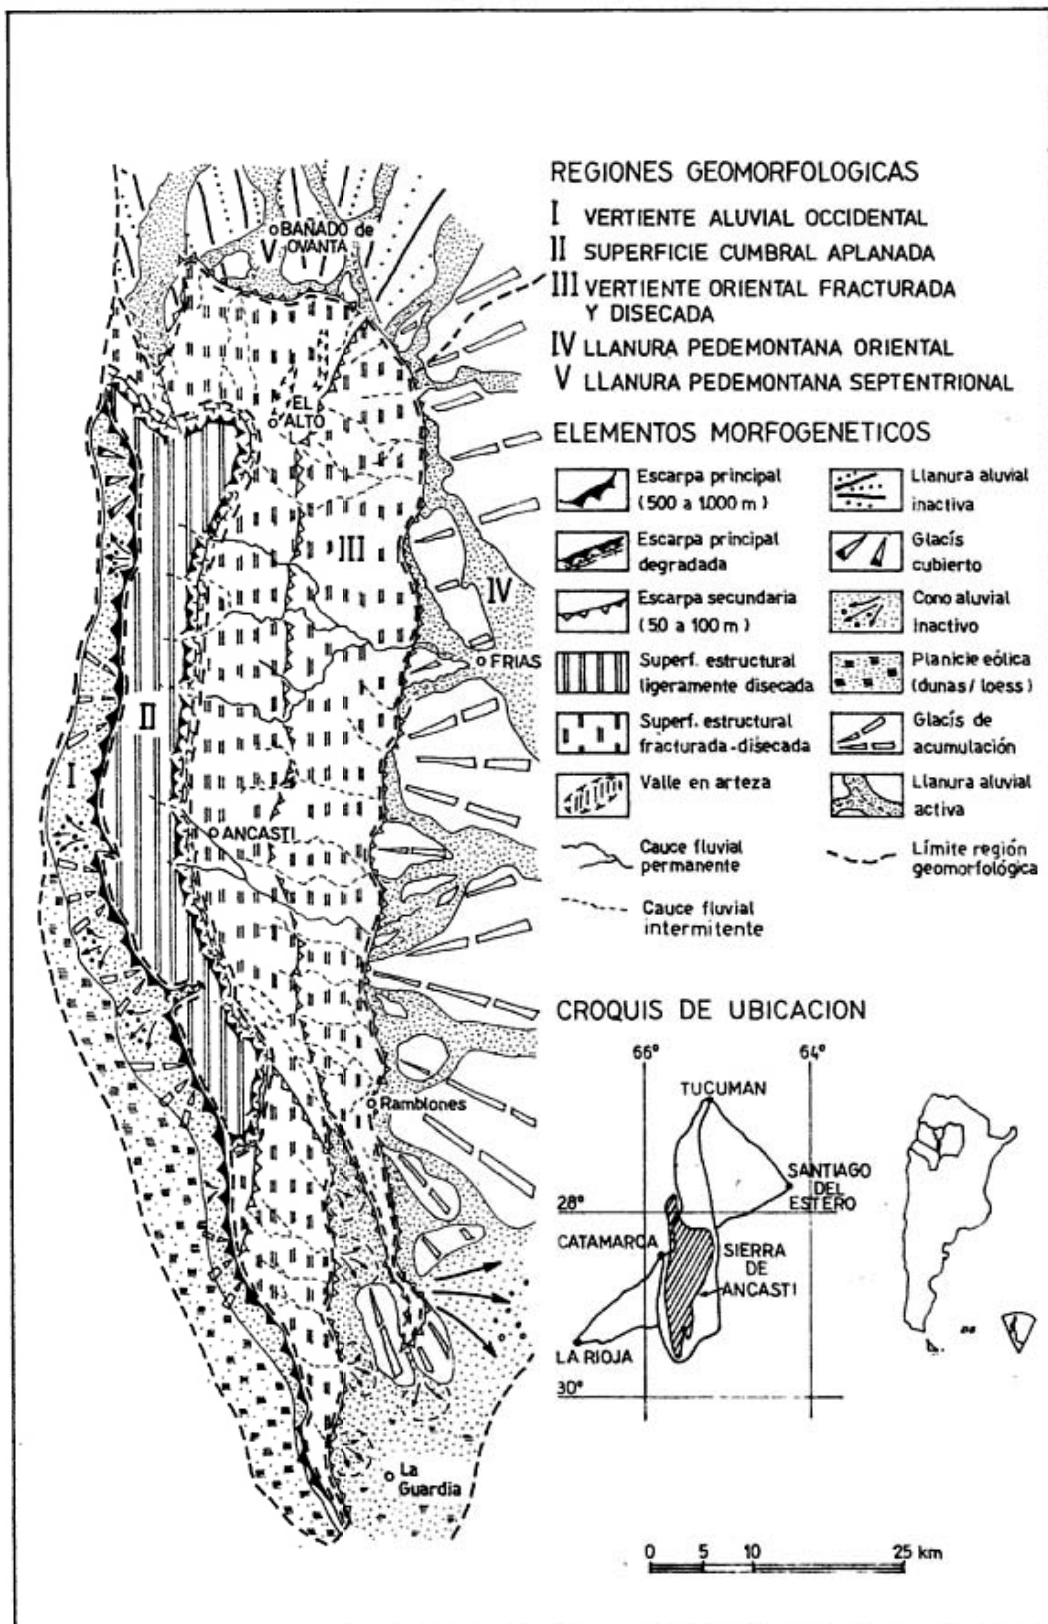 REGIONES GEOMORFOLOGICAS
I VERTIENTE ALUVIAL OCCIDENTAL
II SUPERFICIE CUMBRAL APLANADA
III VERTIENTE ORIENTAL FRACTURADA
Y DISECADA
IV LLANURA PEDEMONTANA ORIENTAL
V LLANURA PEDEMONTANA SEPTENTRIONAL
ELEMENTOS MORFOGENETICOS
Escarpa principal
(500 a 1.000 m)
Escarpa principal
degradada
Escarpa secundaria
(50 a 100 m)
Superf. estructural
ligeramente disecada
Superf. estructural
fracturada-disecada
Valle en arteza
Cauce fluvial
permanente
Cauce fluvial
intermitente
Llanura aluvial
inactiva
Glacís
cubierto
Cono aluvial
inactivo
Planicie eólica
(dunas/loess)
Glacís de
acumulación
Llanura aluvial
activa
Límite región
geomorfológica
BAÑADO de
OVANTA
V
EL
ALTO
III
IV
FRIAS
II
I
ANCASTI
Ramblones
La
Guardia
CROQUIS DE UBICACION
66°
64°
TUCUMAN
SANTIAGO
DEL
ESTERO
28°
CATAMARCA
SIERRA
DE
ANCASTI
LA RIOJA
30°
0 5 10 25 km